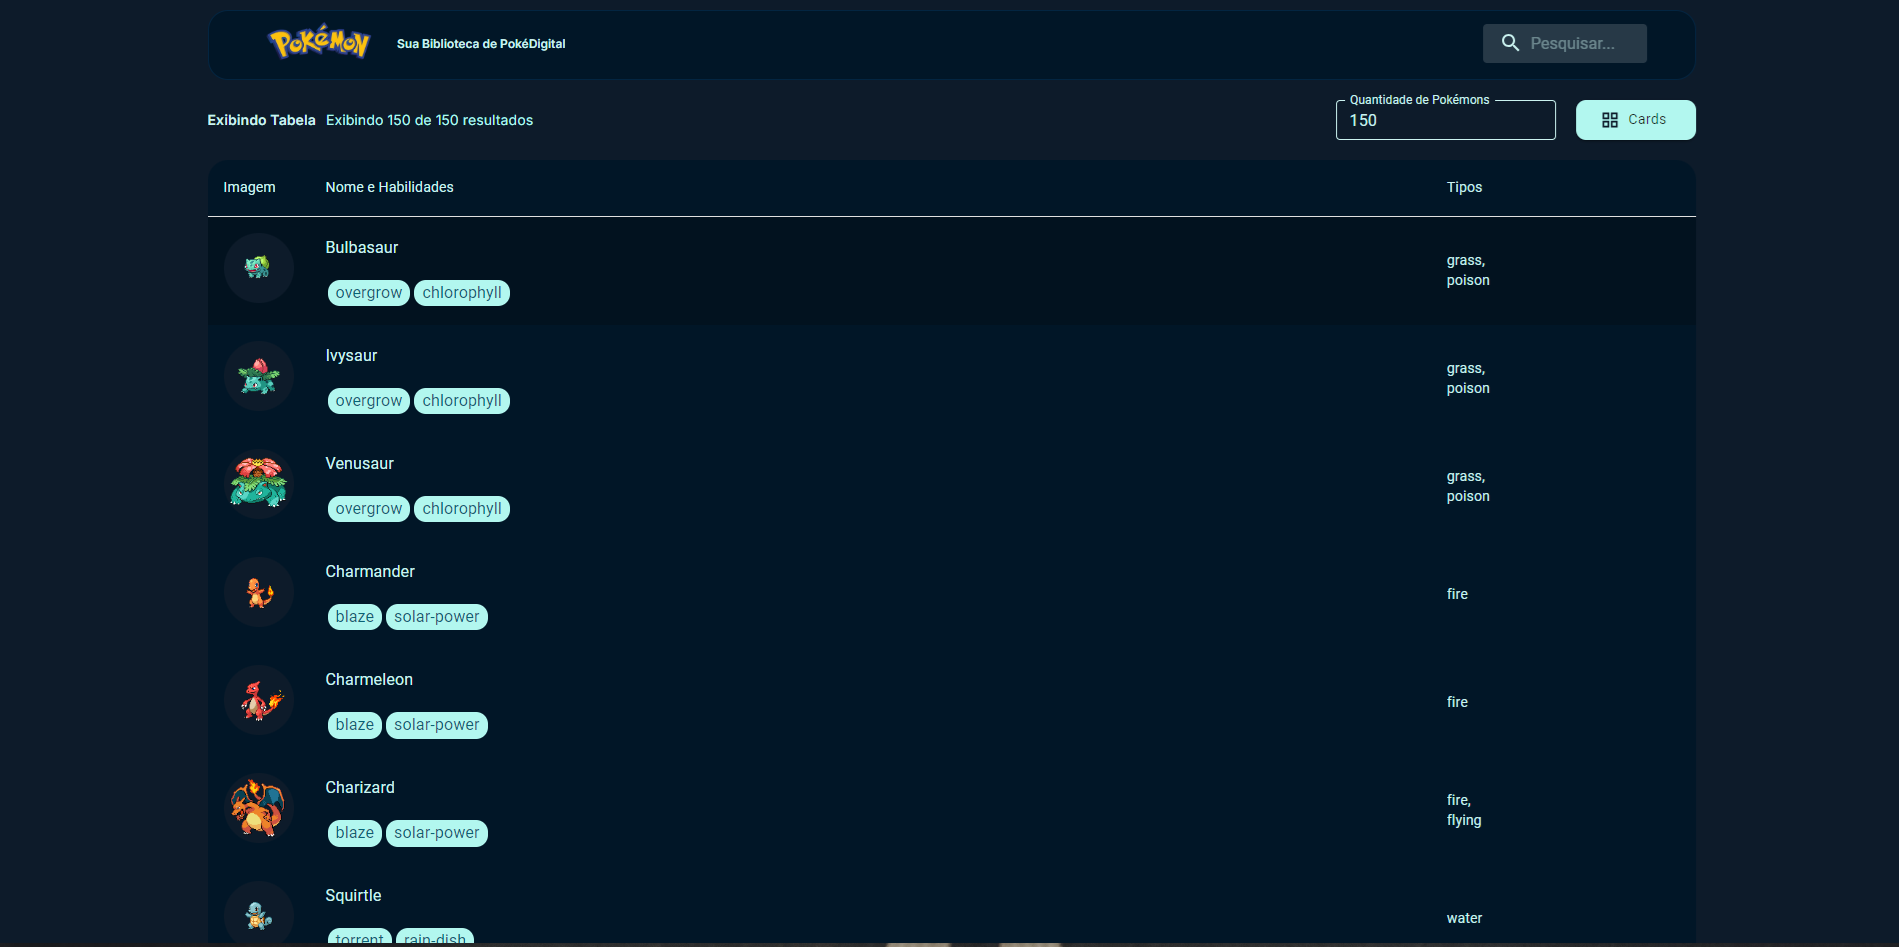 POKéMON
Sua Biblioteca de PokéDigital
Pesquisar...
Exibindo Tabela Exibindo 150 de 150 resultados
Quantidade de Pokémons
150
Cards
Imagem Nome e Habilidades Tipos
Bulbasaur
overgrow chlorophyll
grass,
poison
Ivysaur
overgrow chlorophyll
grass,
poison
Venusaur
overgrow chlorophyll
grass,
poison
Charmander
blaze solar-power
fire
Charmeleon
blaze solar-power
fire
Charizard
blaze solar-power
fire,
flying
Squirtle
torrent rain-dish
water